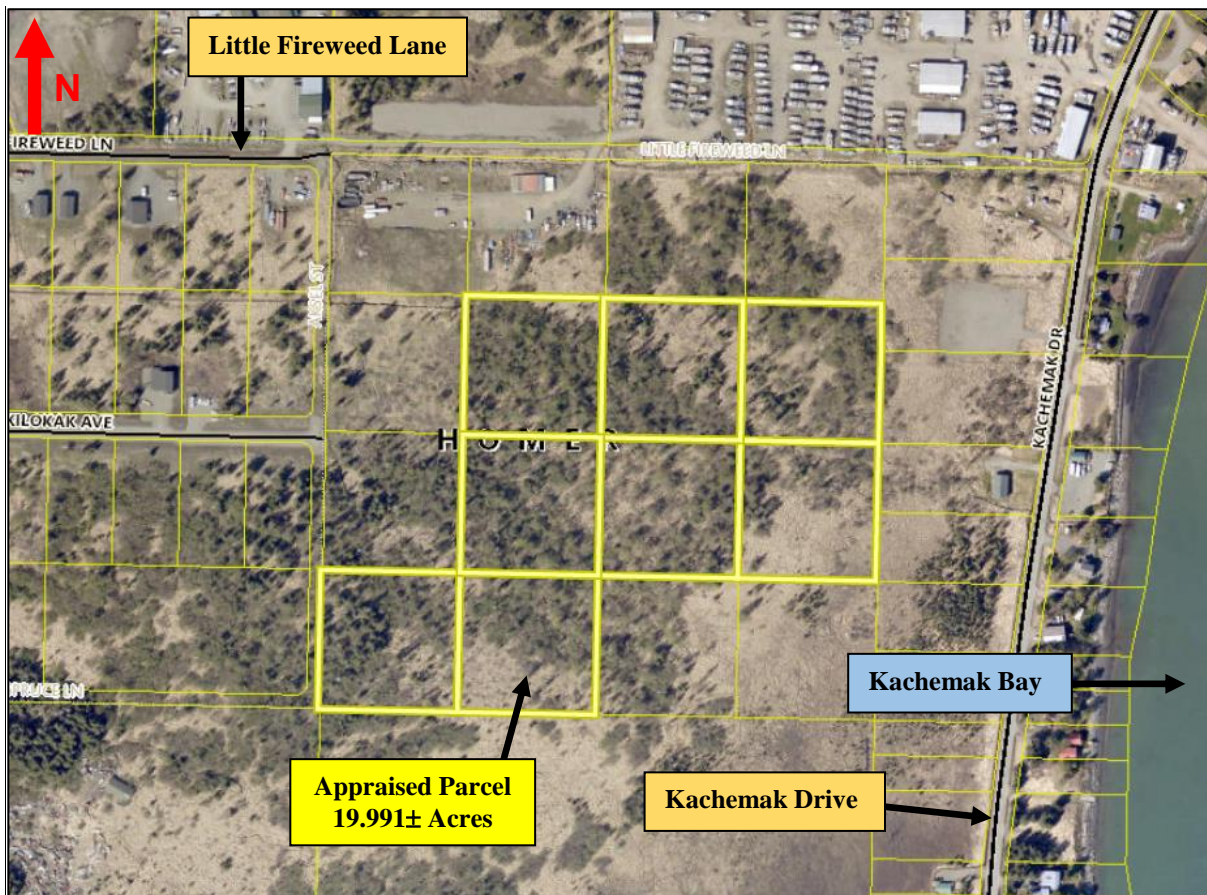 Little Fireweed Lane
N
FIREWEED LN
LITTLE FIREWEED LN
KACHEMAK DR
KILOKAK AVE
H O M E R
SPRUCE LN
Kachemak Bay
Appraised Parcel
19.991± Acres
Kachemak Drive